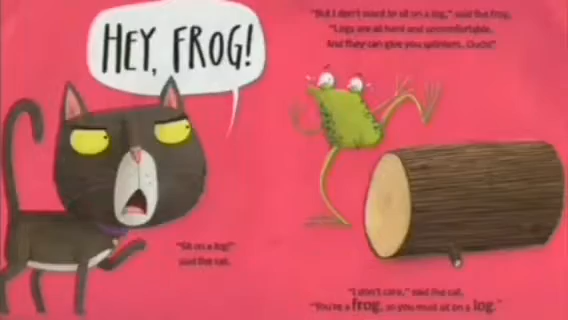 HEY, FROG!
"Sit on a log!"
said the cat.
"But I don't want to sit on a log," said the frog.
"Logs are all hard and uncomfortable.
And they can give you splinters. Ouch!"
"I don't care," said the cat.
"You're a frog, so you must sit on a log."